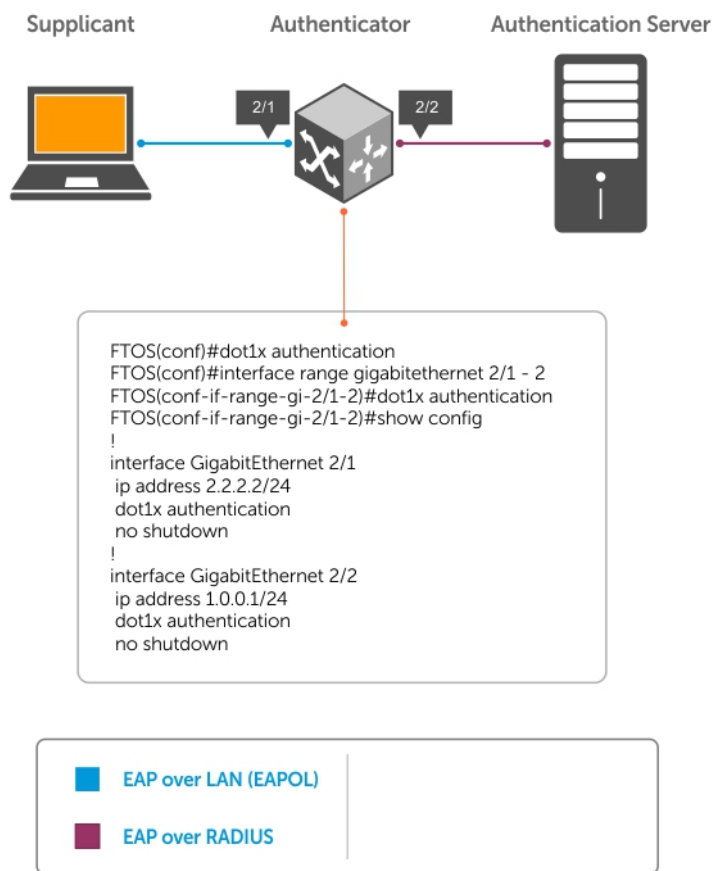 Supplicant
Authenticator
Authentication Server
2/1
2/2
FTOS(conf)#dot1x authentication
FTOS(conf)#interface range gigabitethernet 2/1 - 2
FTOS(conf-if-range-gi-2/1-2)#dot1x authentication
FTOS(conf-if-range-gi-2/1-2)#show config
!
interface GigabitEthernet 2/1
ip address 2.2.2.2/24
dot1x authentication
no shutdown
!
interface GigabitEthernet 2/2
ip address 1.0.0.1/24
dot1x authentication
no shutdown
EAP over LAN (EAPOL)
EAP over RADIUS